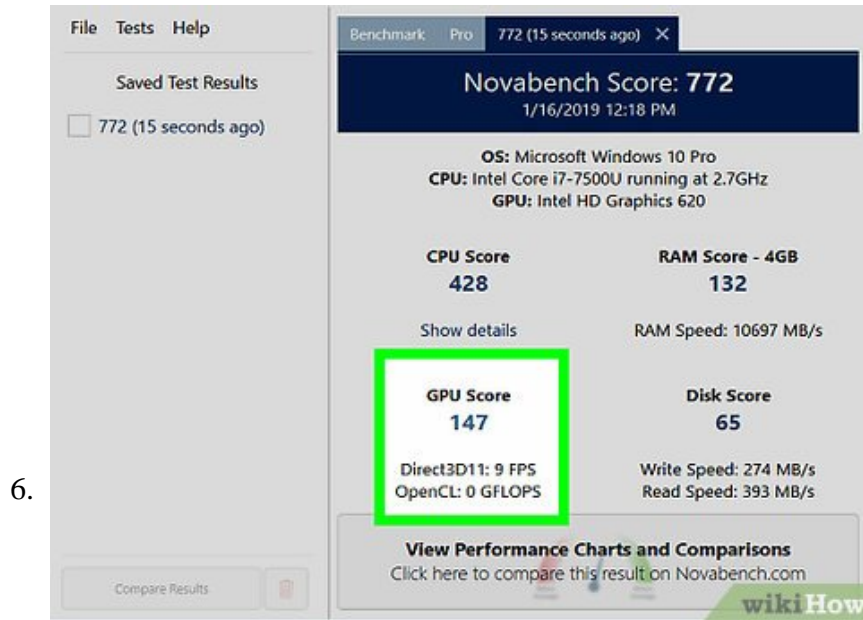 File Tests Help
Saved Test Results
772 (15 seconds ago)
Compare Results
Benchmark Pro 772 (15 seconds ago) ×
Novabench Score: 772
1/16/2019 12:18 PM
OS: Microsoft Windows 10 Pro
CPU: Intel Core i7-7500U running at 2.7GHz
GPU: Intel HD Graphics 620
CPU Score
428
Show details
RAM Score - 4GB
132
RAM Speed: 10697 MB/s
GPU Score
147
Direct3D11: 9 FPS
OpenCL: 0 GFLOPS
Disk Score
65
Write Speed: 274 MB/s
Read Speed: 393 MB/s
View Performance Charts and Comparisons
Click here to compare this result on Novabench.com
6.
wikiHow